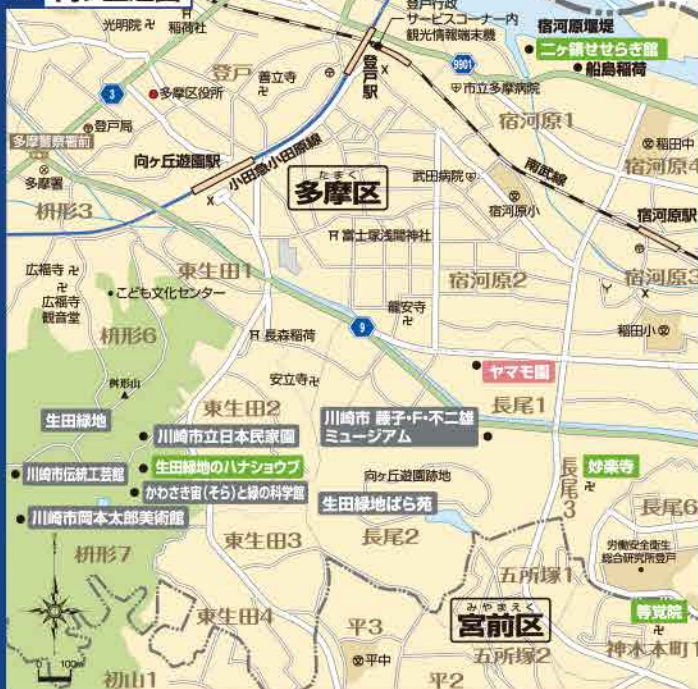 光明院
稲荷社
登戸行政
サービスコーナー内
観光情報端末機
宿河原堰堤
二ヶ領せせらぎ館
船島稲荷
登戸
善立寺
登戸駅
9901
市立多摩病院
3
多摩区役所
登戸局
宿河原1
稲田中
多摩警察署前
多摩署
向ヶ丘遊園駅
小田急小田原線
たまく
多摩区
武田病院
宿河原小
南武線
宿河原4
宿河原駅
枡形3
富士塚浅間神社
広福寺
広福寺
観音堂
東生田1
こども文化センター
宿河原2
宿河原3
龍安寺
9
稲田小
枡形6
長森稲荷
安立寺
ヤマモ園
長尾1
枡形山
東生田2
川崎市 藤子・F・不二雄
ミュージアム
生田緑地
川崎市立日本民家園
生田緑地のハナショウブ
川崎市伝統工芸館
かわさき宙(そら)と緑の科学館
向ヶ丘遊園跡地
生田緑地ばら苑
長尾3
妙楽寺
長尾6
川崎市岡本太郎美術館
東生田3
長尾2
労働安全衛生
総合研究所登戸
枡形7
五所塚1
東生田4
みやまえく
宮前区
等覚院
平3
平中
五所塚2
神木本町1
0 100m
初山1
平2